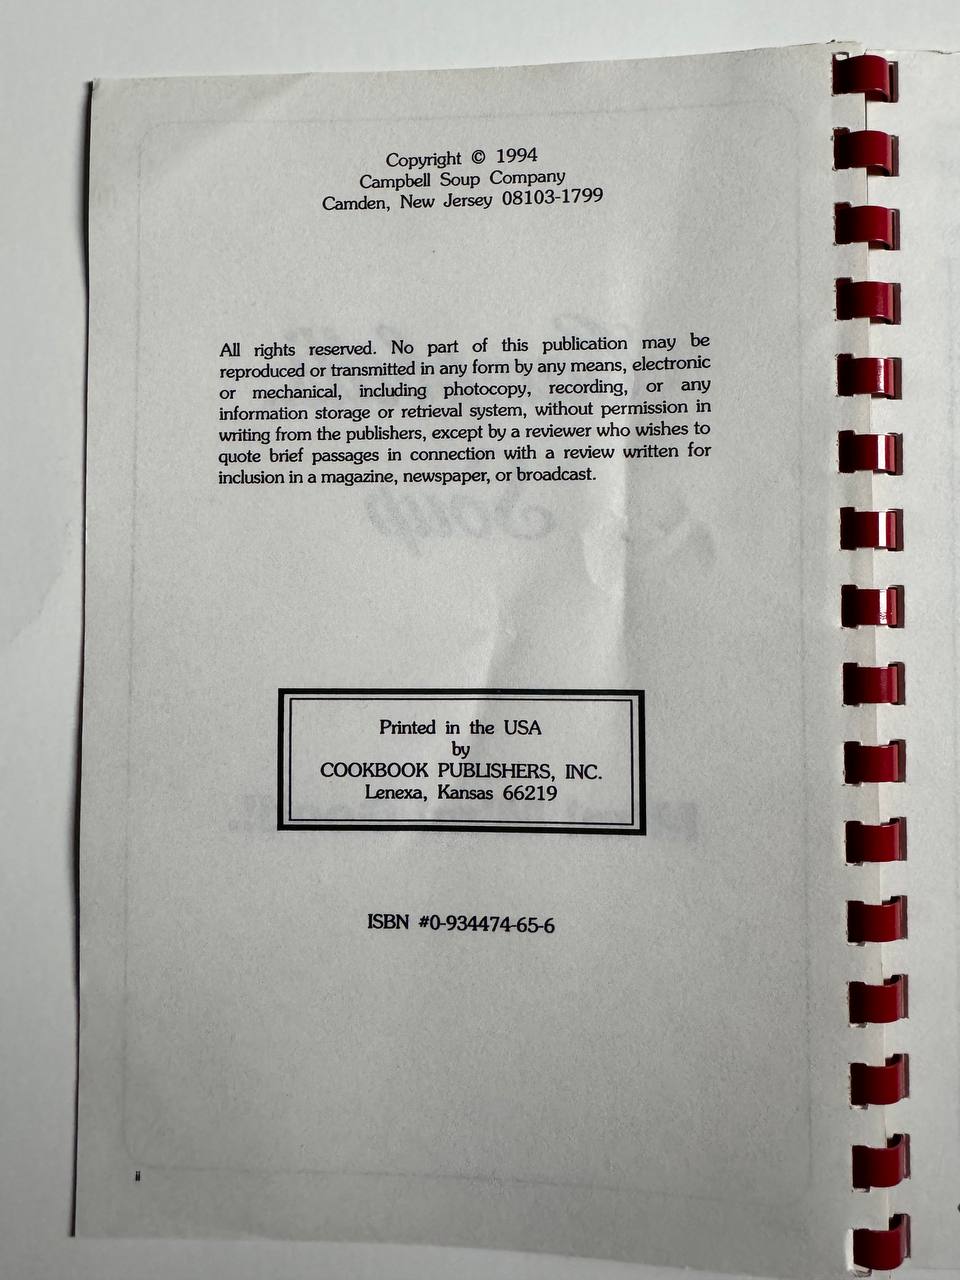 Copyright © 1994
Campbell Soup Company
Camden, New Jersey 08103-1799
All rights reserved. No part of this publication may be
reproduced or transmitted in any form by any means, electronic
or mechanical, including photocopy, recording, or any
information storage or retrieval system, without permission in
writing from the publishers, except by a reviewer who wishes to
quote brief passages in connection with a review written for
inclusion in a magazine, newspaper, or broadcast.
Soup
Printed in the USA
by
COOKBOOK PUBLISHERS, INC.
Lenexa, Kansas 66219
ISBN #0-934474-65-6
ii